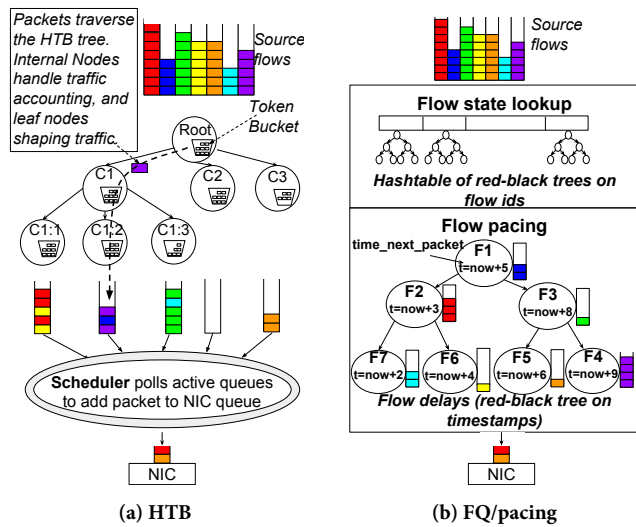 Packets traverse
the HTB tree.
Internal Nodes
handle traffic
accounting, and
leaf nodes
shaping traffic
Source
flows
Token
Bucket
Root
C1
C2
C3
C1:1
C1:2
C1:3
Scheduler polls active queues
to add packet to NIC queue
NIC
(a) HTB
Source
flows
Flow state lookup
Hashtable of red-black trees on
flow ids
Flow pacing
time_next_packet
F1
t=now+5
F2
t=now+3
F3
t=now+8
F7
t=now+2
F6
t=now+4
F5
t=now+6
F4
t=now+9
Flow delays (red-black tree on
timestamps)
NIC
(b) FQ/pacing